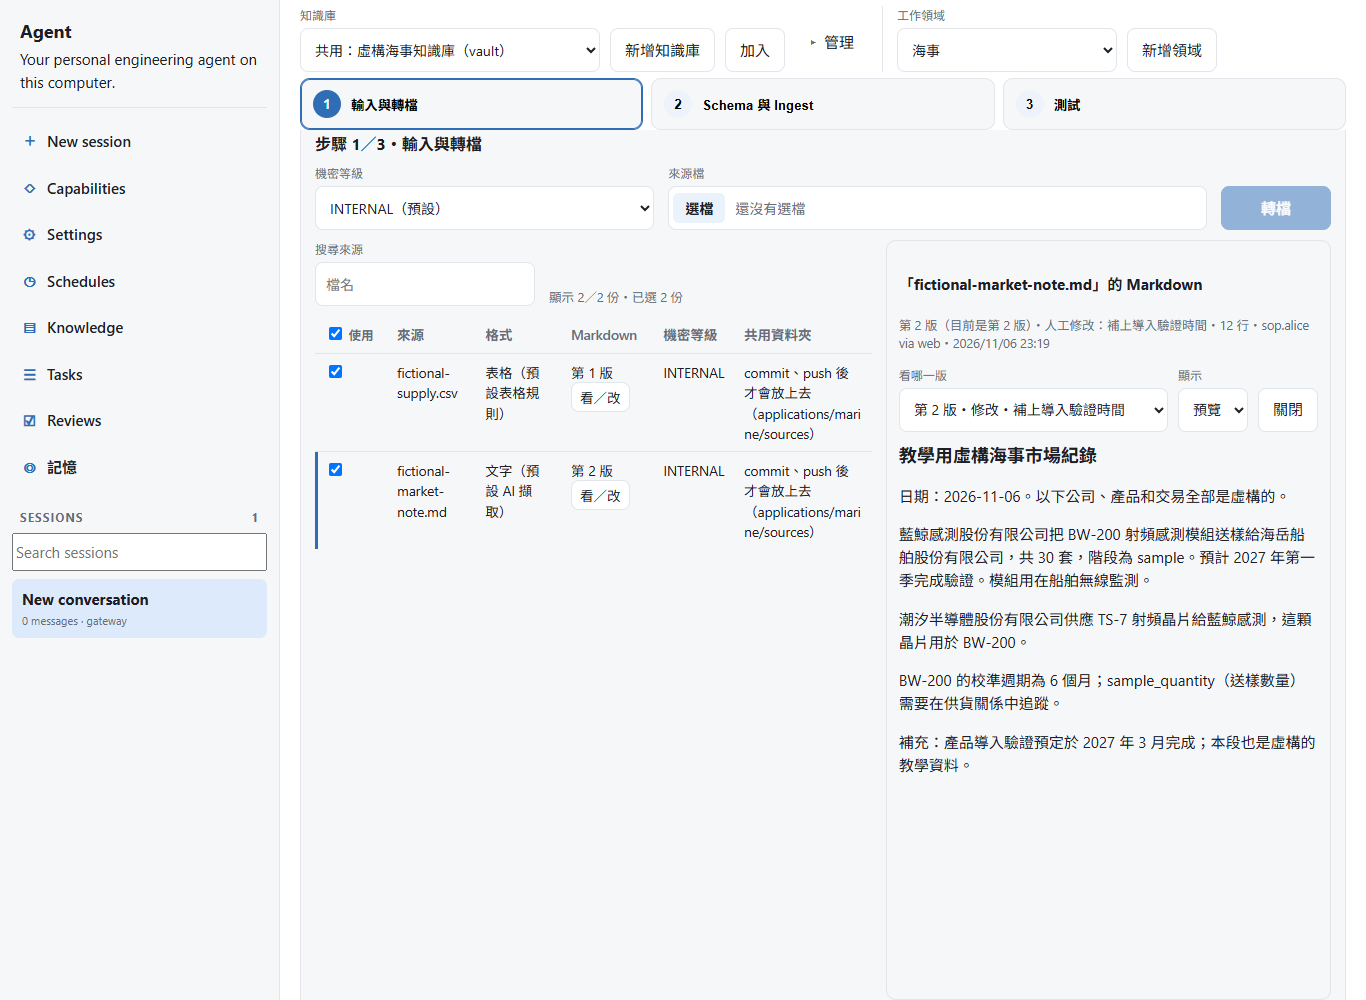 Agent
Your personal engineering agent on
this computer.
New session
Capabilities
Settings
Schedules
Knowledge
Tasks
Reviews
記憶
SESSIONS 1
Search sessions
New conversation
0 messages · gateway
知識庫
共用：虛構海事知識庫（vault）
新增知識庫
加入
管理
工作領域
海事
新增領域
1 輸入與轉檔
2 Schema 與 Ingest
3 測試
步驟 1／3・輸入與轉檔
機密等級
INTERNAL（預設）
來源檔
選檔 還沒有選檔
轉檔
搜尋來源
檔名
顯示 2／2 份・已選 2 份
使用 來源 格式 Markdown 機密等級 共用資料夾
fictional-
supply.csv
表格（預
設表格規
則）
第 1 版
看／改
INTERNAL
commit、push 後
才會放上去
（applications/mari
ne/sources）
fictional-
market-
note.md
文字（預
設 AI 擷
取）
第 2 版
看／改
INTERNAL
commit、push 後
才會放上去
（applications/mari
ne/sources）
「fictional-market-note.md」的 Markdown
第 2 版（目前是第 2 版）・人工修改：補上導入驗證時間・12 行・sop.alice
via web・2026/11/06 23:19
看哪一版
第 2 版・修改・補上導入驗證時間
顯示
預覽
關閉
教學用虛構海事市場紀錄
日期：2026-11-06。以下公司、產品和交易全部是虛構的。
藍鯨感測股份有限公司把 BW-200 射頻感測模組送樣給海岳船
舶股份有限公司，共 30 套，階段為 sample。預計 2027 年第一
季完成驗證。模組用在船舶無線監測。
潮汐半導體股份有限公司供應 TS-7 射頻晶片給藍鯨感測，這顆
晶片用於 BW-200。
BW-200 的校準週期為 6 個月；sample_quantity（送樣數量）
需要在供貨關係中追蹤。
補充：產品導入驗證預定於 2027 年 3 月完成；本段也是虛構的
教學資料。